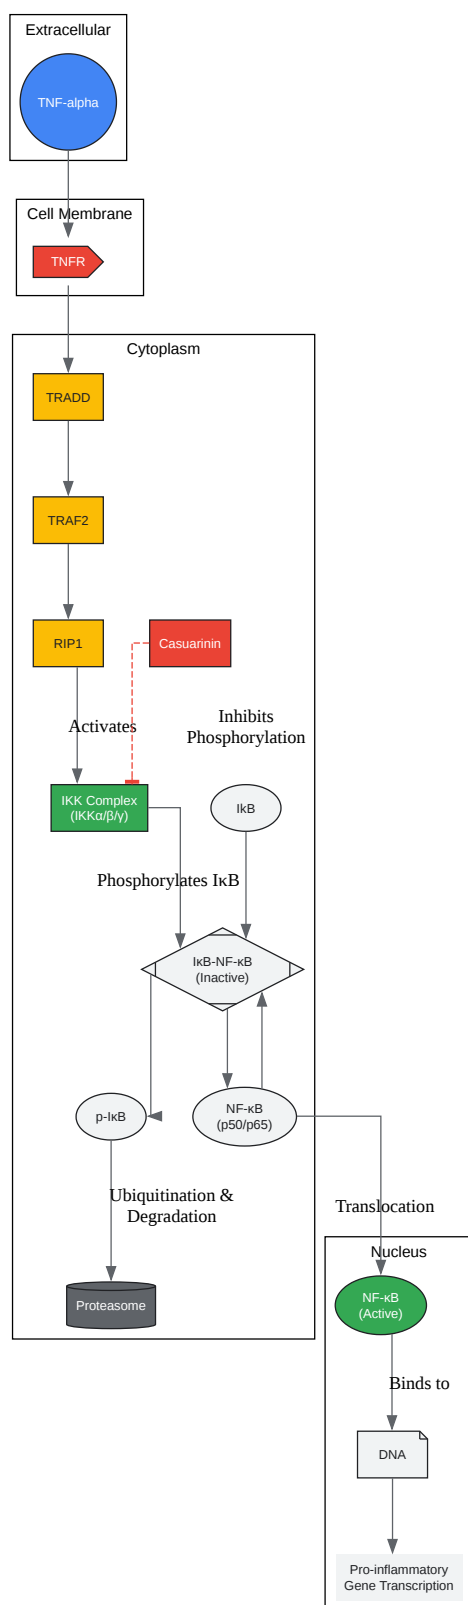 Extracellular
TNF-alpha
Cell Membrane
TNFR
Cytoplasm
TRADD
TRAF2
RIP1
Casuarinin
Activates
Inhibits
Phosphorylation
IKK Complex
(IKKα/β/γ)
IkB
Phosphorylates IκB
IκB-NF-κB
(Inactive)
p-IκB
NF-κB
(p50/p65)
Ubiquitination &
Degradation
Translocation
Nucleus
Proteasome
NF-κB
(Active)
Binds to
DNA
Pro-inflammatory
Gene Transcription